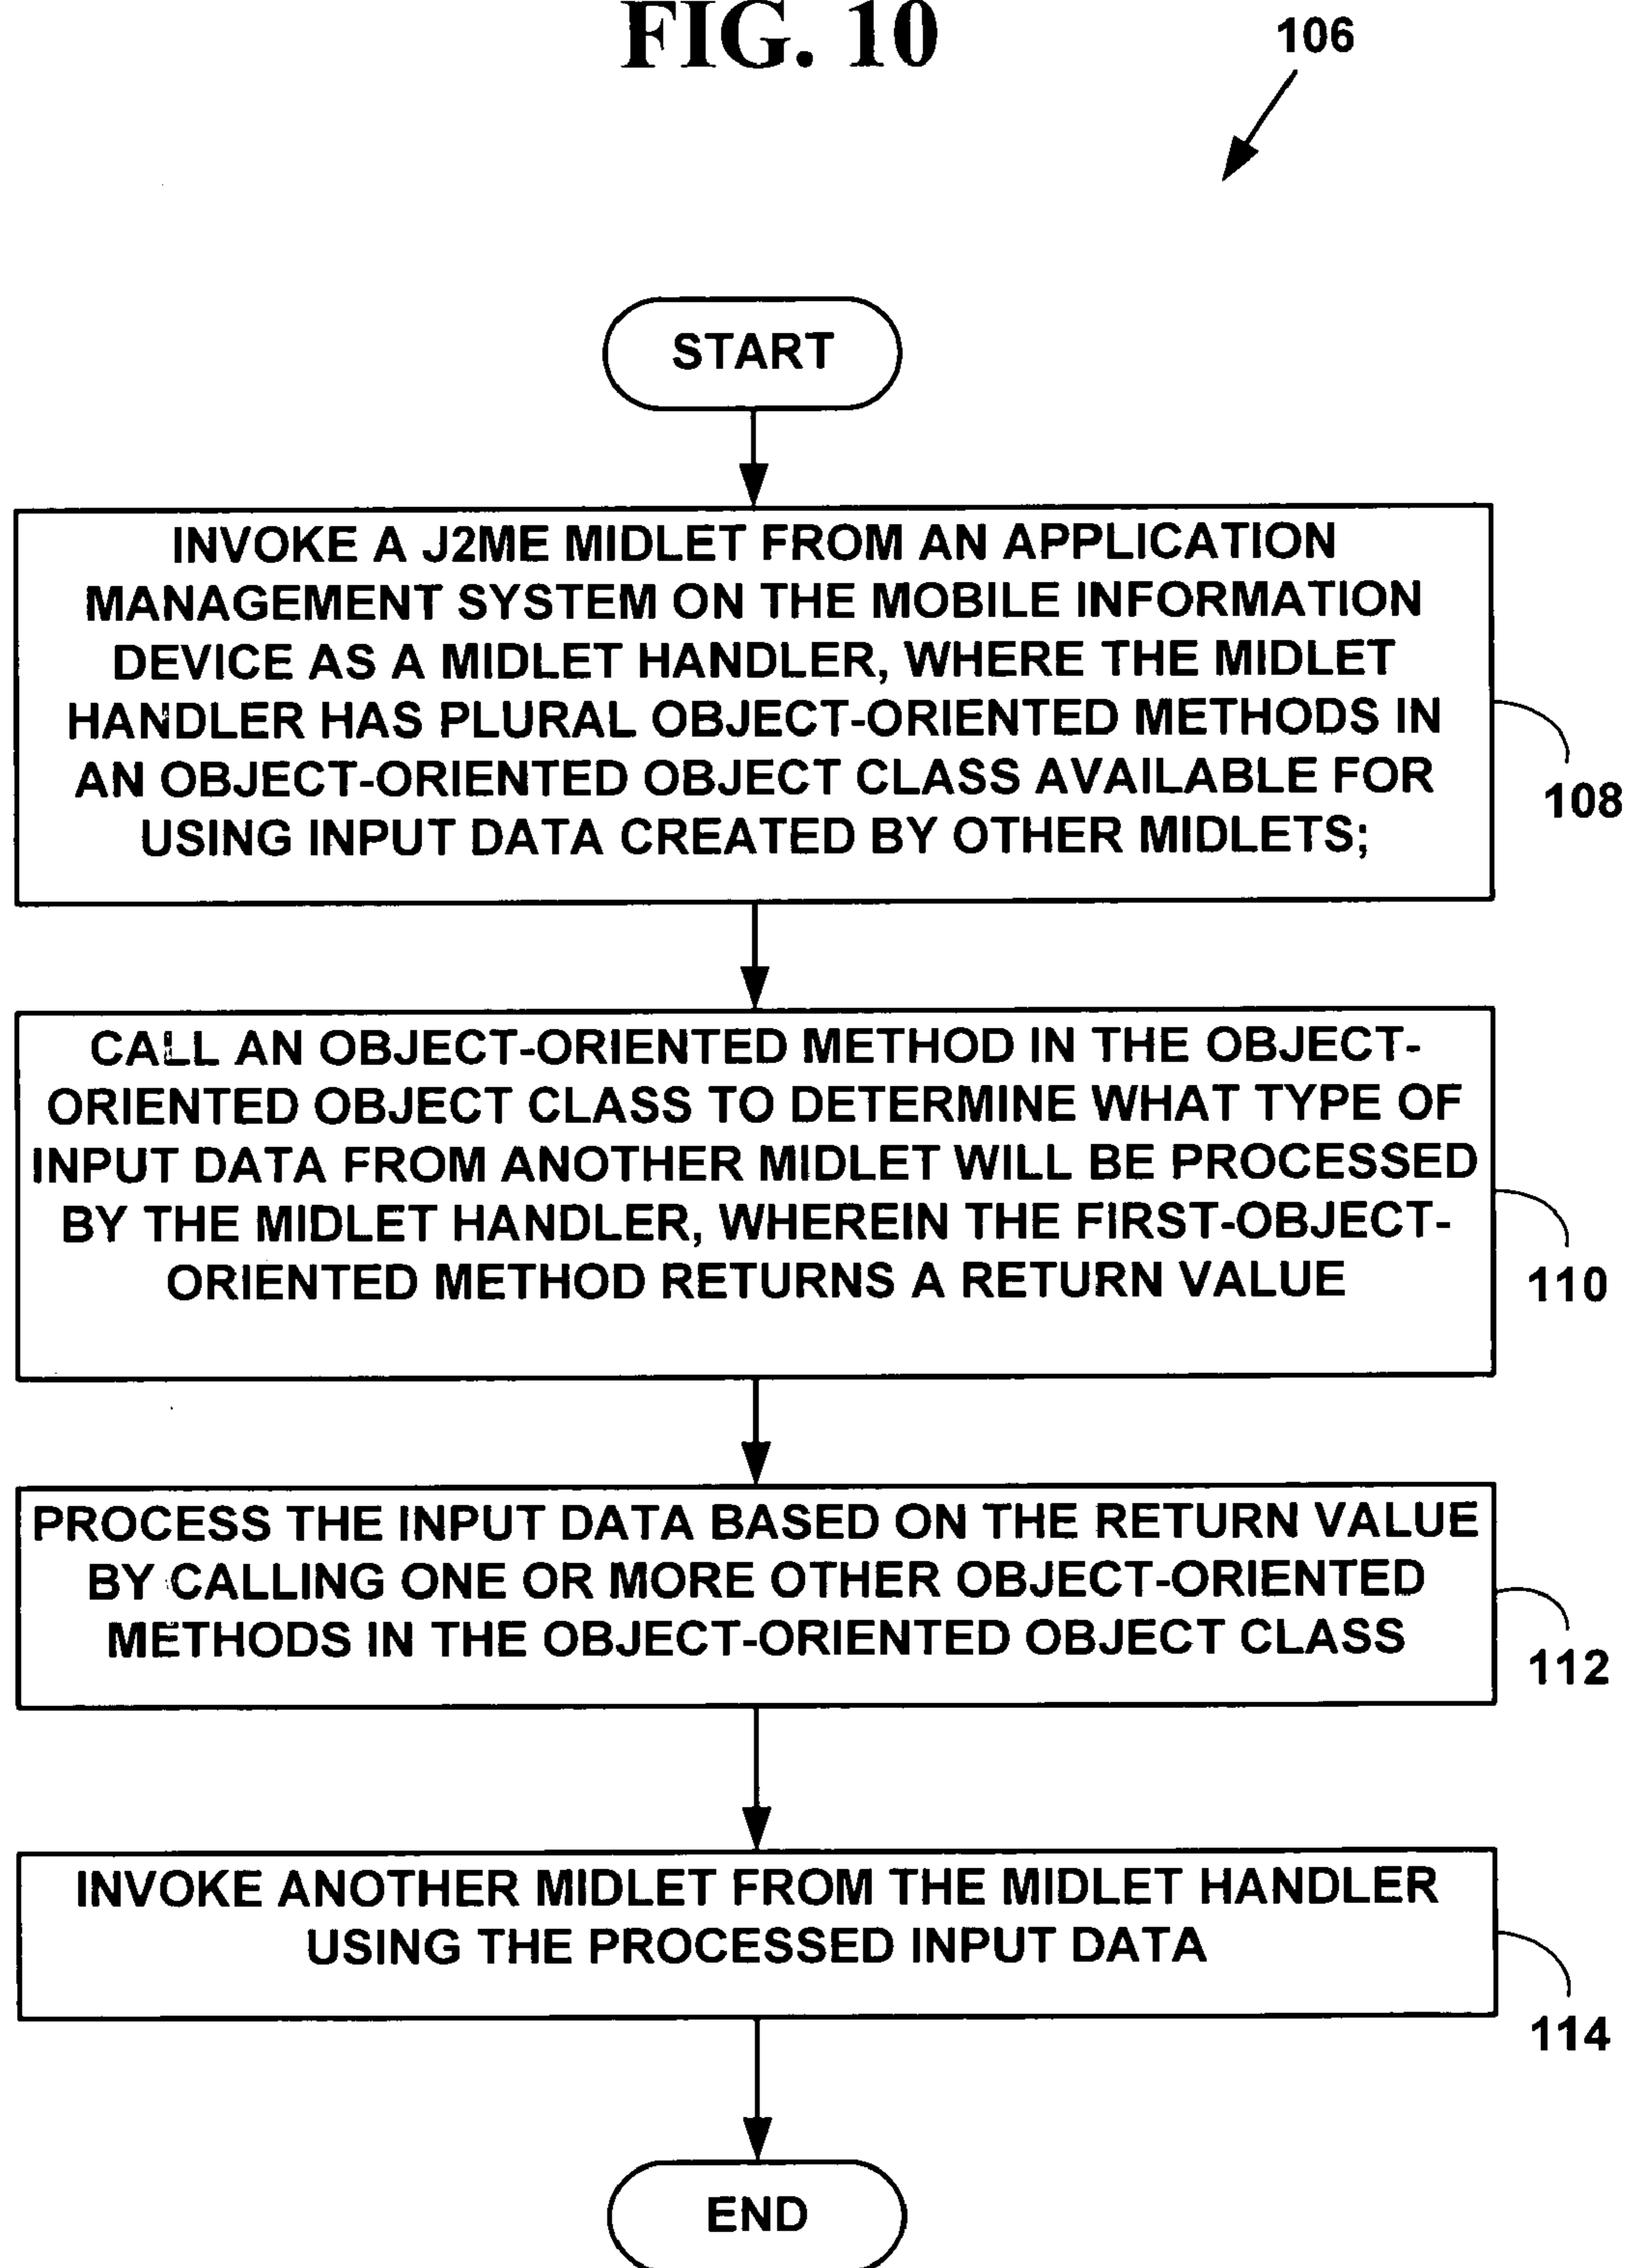 FIG. 10
106
START
INVOKE A J2ME MIDLET FROM AN APPLICATION
MANAGEMENT SYSTEM ON THE MOBILE INFORMATION
DEVICE AS A MIDLET HANDLER, WHERE THE MIDLET
HANDLER HAS PLURAL OBJECT-ORIENTED METHODS IN
AN OBJECT-ORIENTED OBJECT CLASS AVAILABLE FOR
USING INPUT DATA CREATED BY OTHER MIDLETS;
108
CALL AN OBJECT-ORIENTED METHOD IN THE OBJECT-
ORIENTED OBJECT CLASS TO DETERMINE WHAT TYPE OF
INPUT DATA FROM ANOTHER MIDLET WILL BE PROCESSED
BY THE MIDLET HANDLER, WHEREIN THE FIRST-OBJECT-
ORIENTED METHOD RETURNS A RETURN VALUE
110
PROCESS THE INPUT DATA BASED ON THE RETURN VALUE
BY CALLING ONE OR MORE OTHER OBJECT-ORIENTED
METHODS IN THE OBJECT-ORIENTED OBJECT CLASS
112
INVOKE ANOTHER MIDLET FROM THE MIDLET HANDLER
USING THE PROCESSED INPUT DATA
114
END